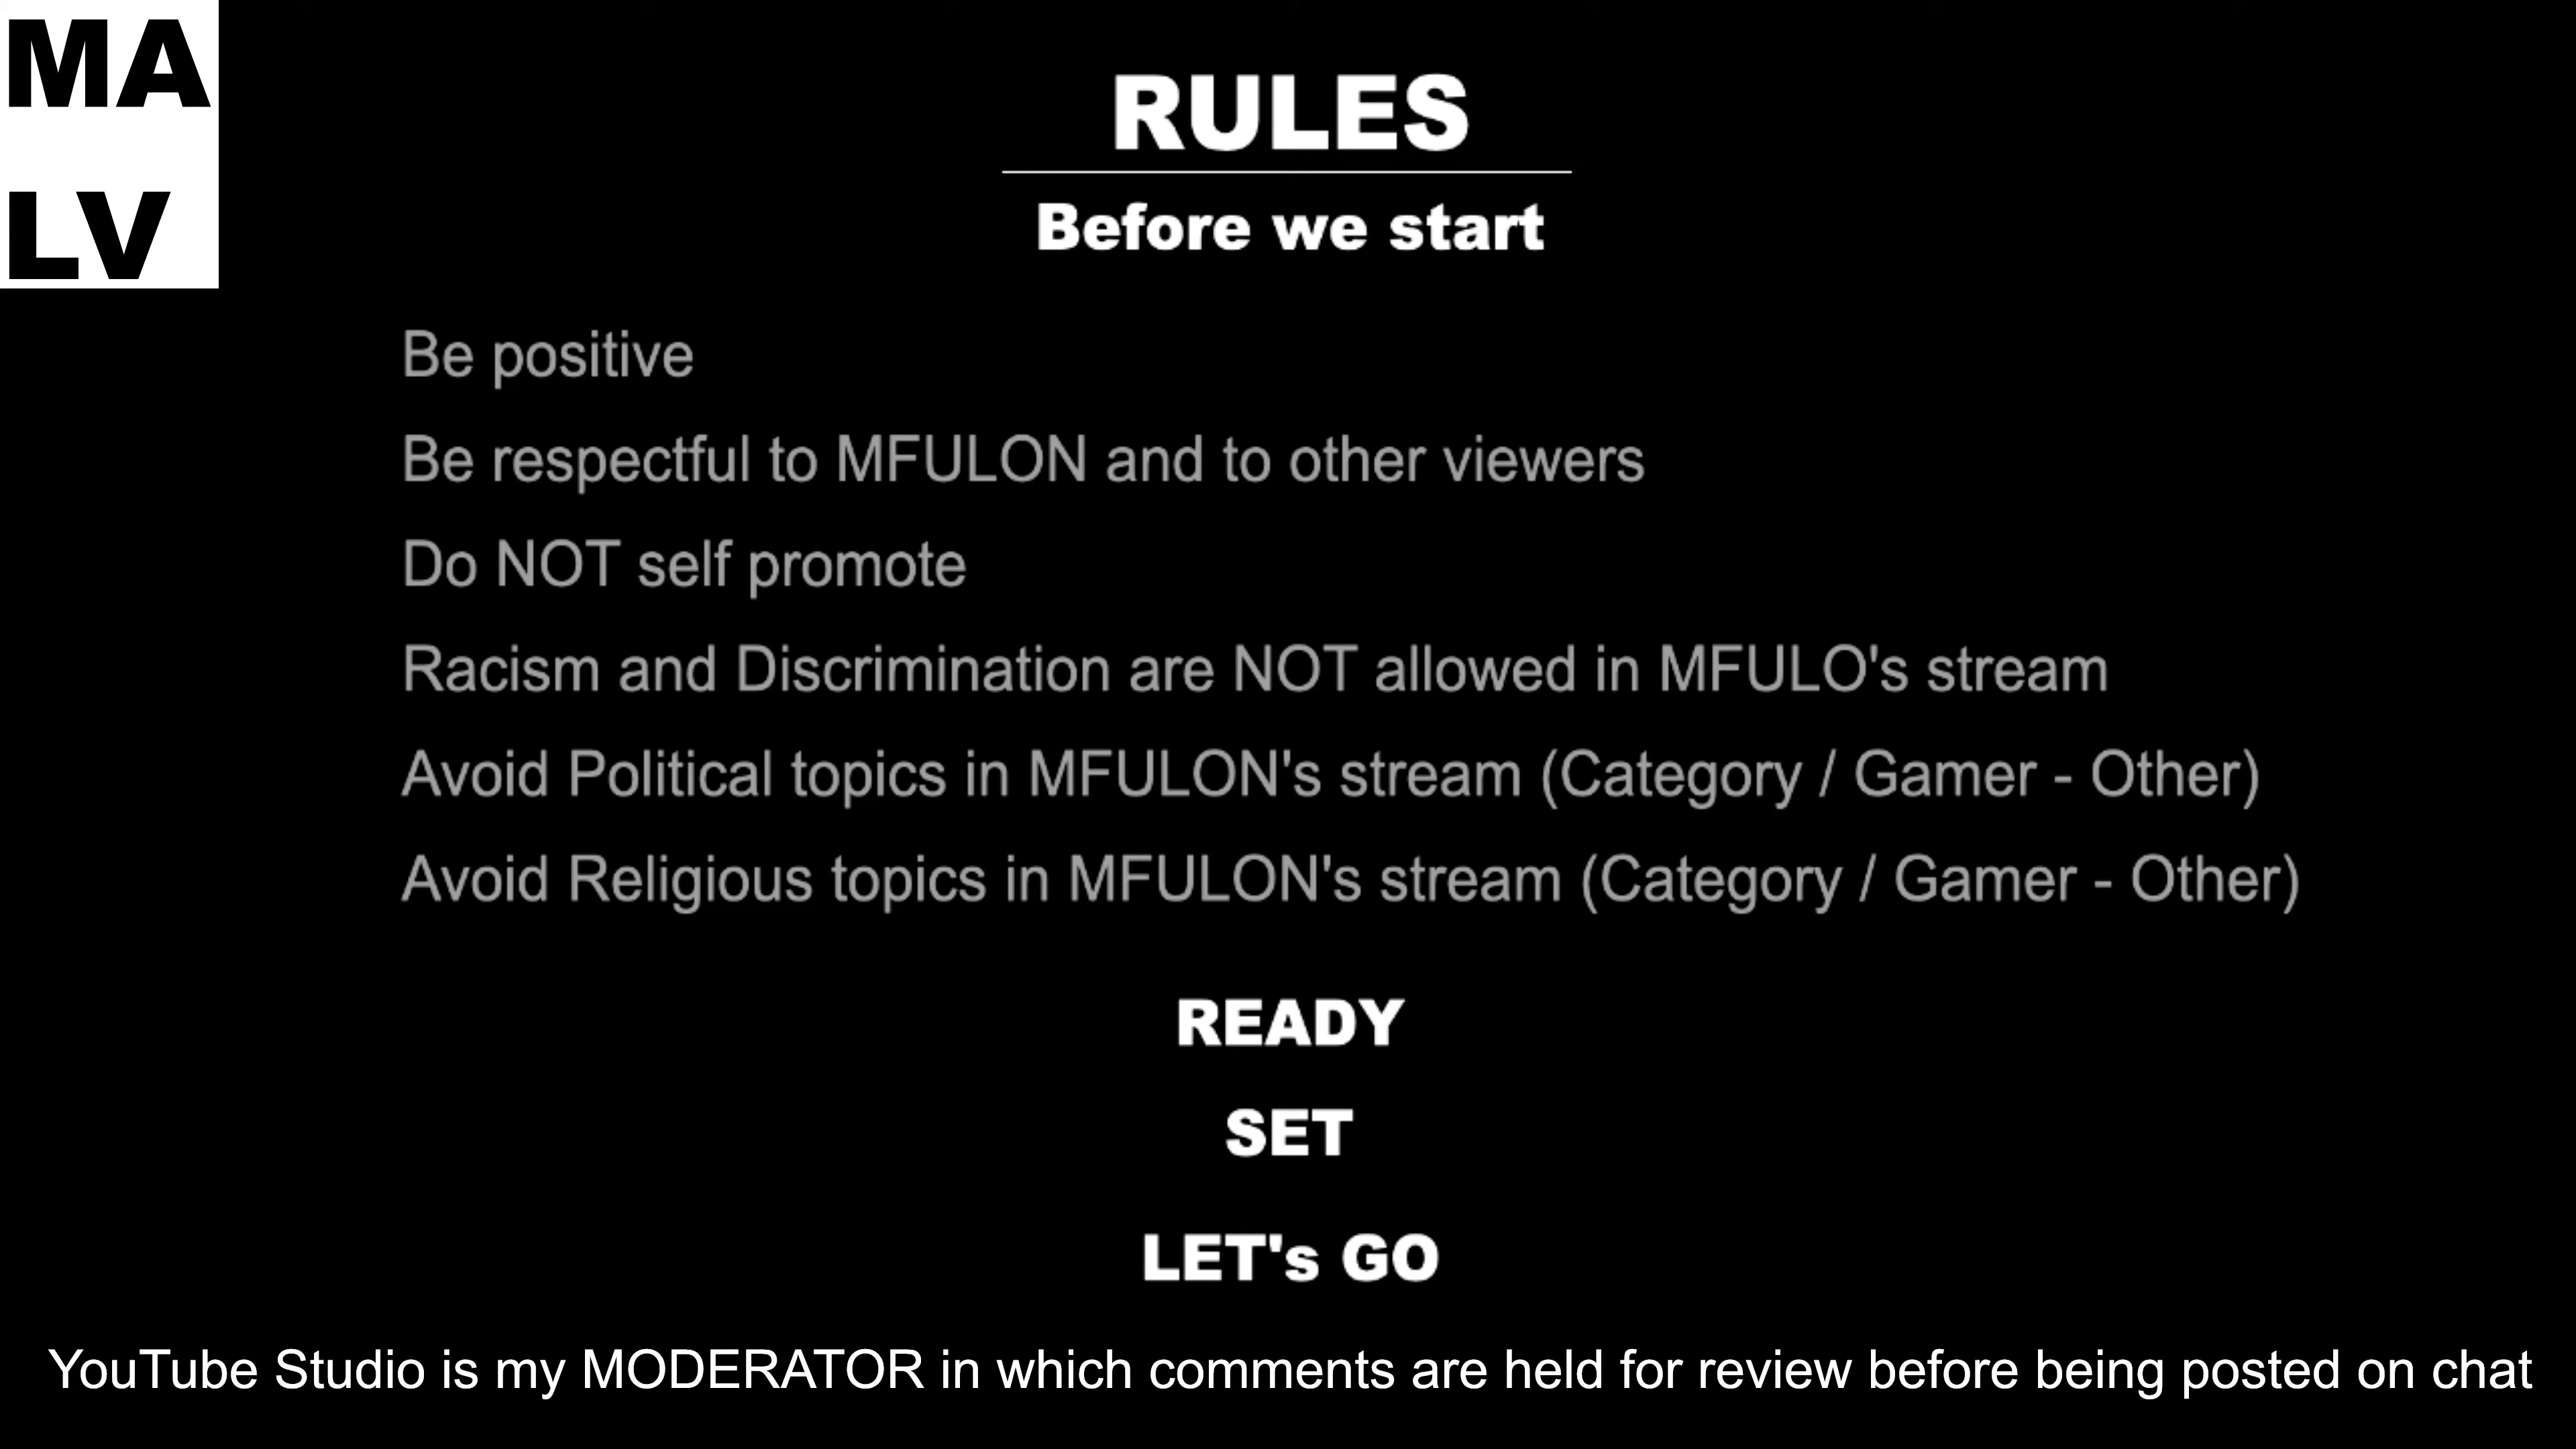 MA
LV
RULES
Before we start
Be positive
Be respectful to MFULON and to other viewers
Do NOT self promote
Racism and Discrimination are NOT allowed in MFULO's stream
Avoid Political topics in MFULON's stream (Category / Gamer - Other)
Avoid Religious topics in MFULON's stream (Category / Gamer - Other)
READY
SET
LET's GO
YouTube Studio is my MODERATOR in which comments are held for review before being posted on chat